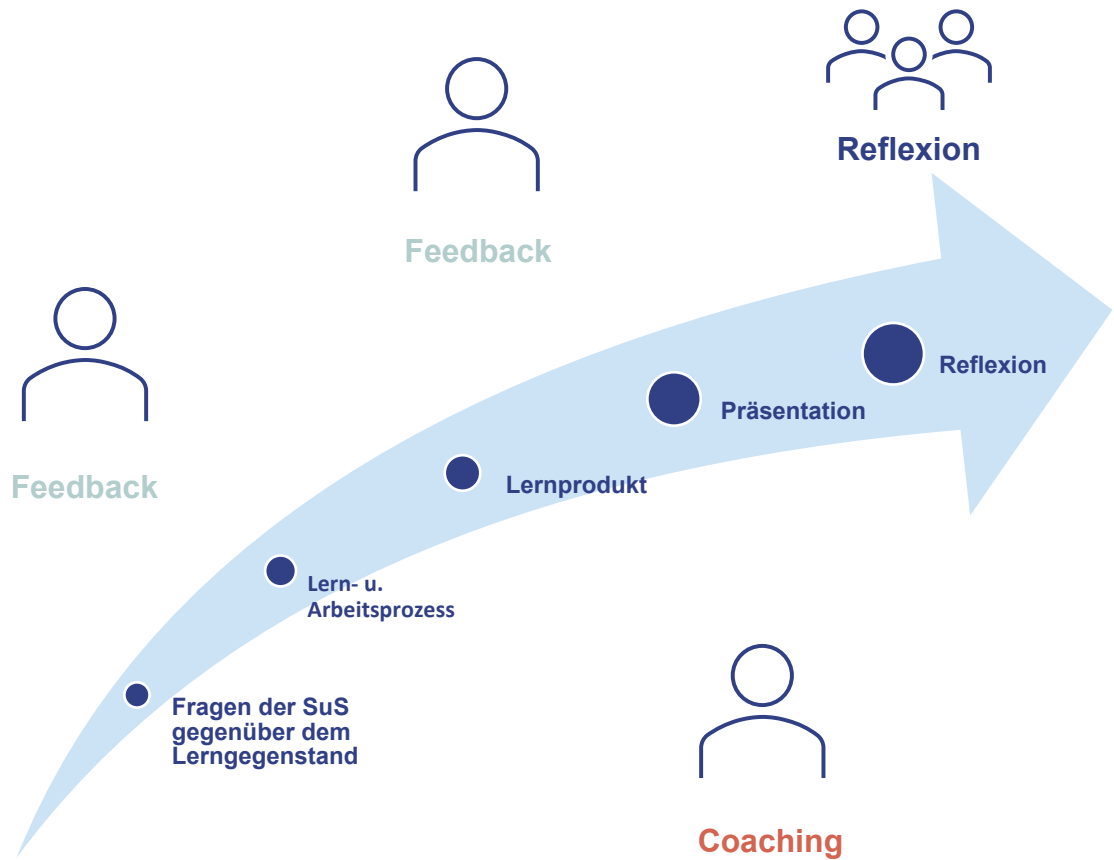 Reflexion
Feedback
Feedback
Reflexion
Präsentation
Lernprodukt
Lern- u.
Arbeitsprozess
Fragen der SuS
gegenüber dem
Lerngegenstand
Coaching